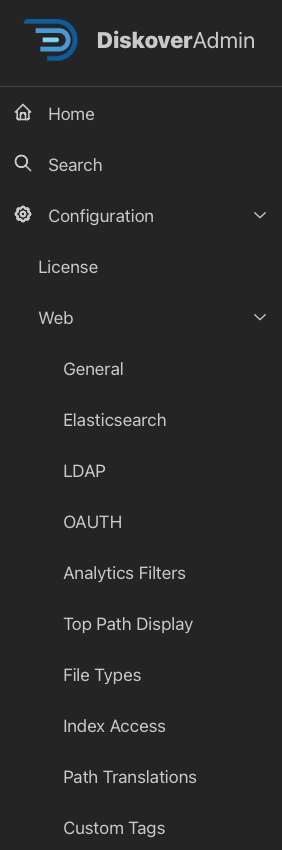 DiskoverAdmin
Home
Search
Configuration
License
Web
General
Elasticsearch
LDAP
OAUTH
Analytics Filters
Top Path Display
File Types
Index Access
Path Translations
Custom Tags